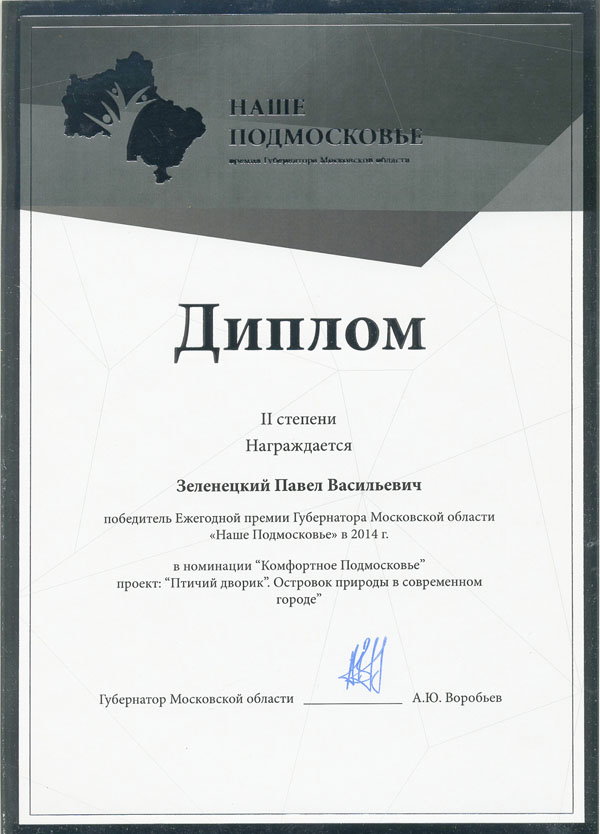 НАШЕ
ПОДМОСКОВЬЕ
премия Губернатора Московской области
Диплом
II степени
Награждается
Зеленецкий Павел Васильевич
победитель Ежегодной премии Губернатора Московской области
«Наше Подмосковье» в 2014 г.
в номинации “Комфортное Подмосковье”
проект: “Птичий дворик”. Островок природы в современном
городе”
Губернатор Московской области А.Ю. Воробьев